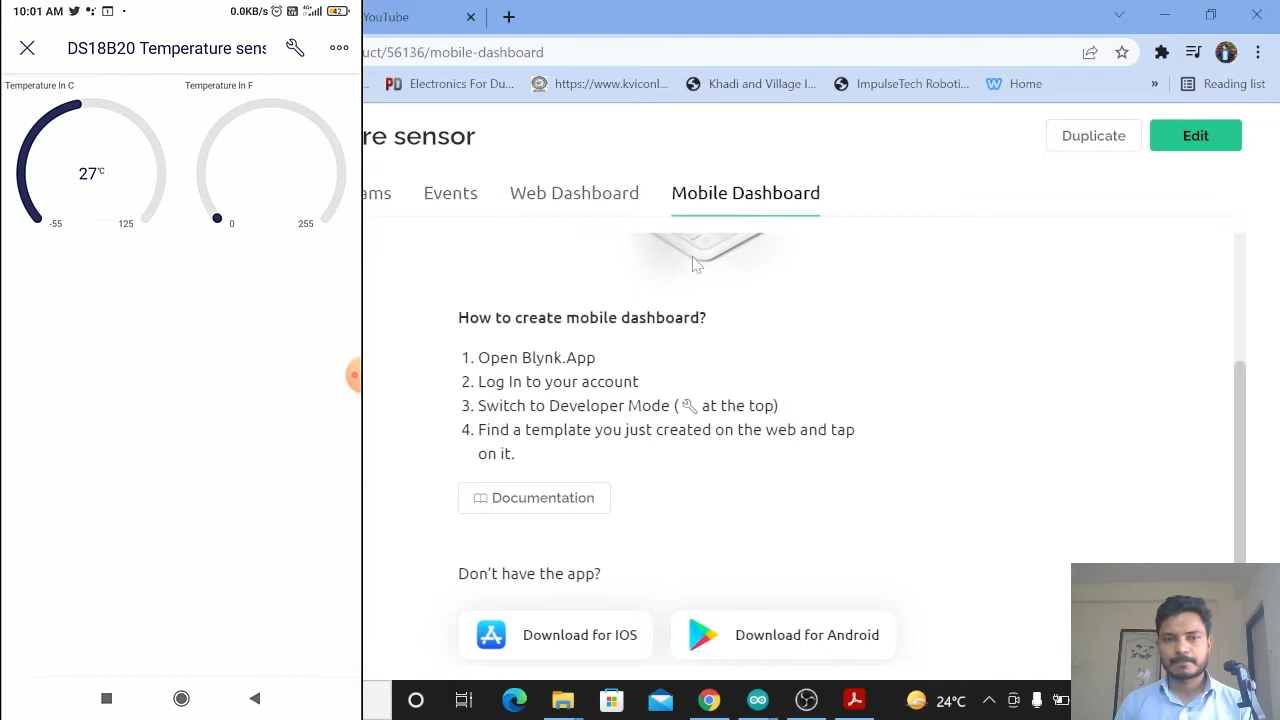 10:01 AM
0.0KB/s
4G+
42
DS18B20 Temperature sens
Temperature In C
Temperature In F
27℃
-55
125
0
255
YouTube
uct/56136/mobile-dashboard
Electronics For Du...
https://www.kviconl...
Khadi and Village I...
ImpulseTech Roboti...
Home
»
Reading list
re sensor
Duplicate
Edit
ams
Events
Web Dashboard
Mobile Dashboard
How to create mobile dashboard?
1. Open Blynk.App
2. Log In to your account
3. Switch to Developer Mode ( at the top)
4. Find a template you just created on the web and tap
on it.
Documentation
Don’t have the app?
Download for IOS
Download for Android
24°C